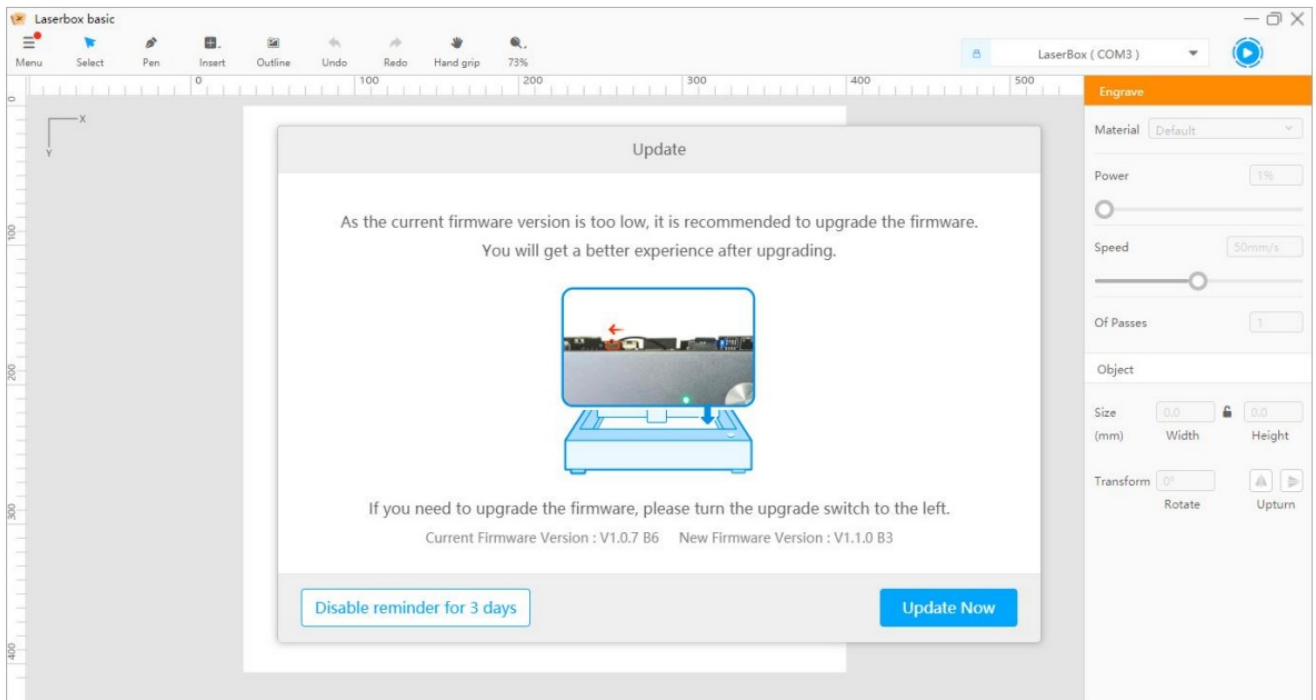 Laserbox basic
Menu Select Pen Insert Outline Undo Redo Hand grip 73%
LaserBox ( COM3 )
0 100 200 300 400 500
0
100
200
300
400
X
Y
Update
As the current firmware version is too low, it is recommended to upgrade the firmware.
You will get a better experience after upgrading.
If you need to upgrade the firmware, please turn the upgrade switch to the left.
Current Firmware Version : V1.0.7 B6 New Firmware Version : V1.1.0 B3
Disable reminder for 3 days
Update Now
Engrave
Material Default
Power 1%
Speed 50mm/s
Of Passes 1
Object
Size 0.0 0.0
(mm) Width Height
Transform 0°
Rotate Upturn